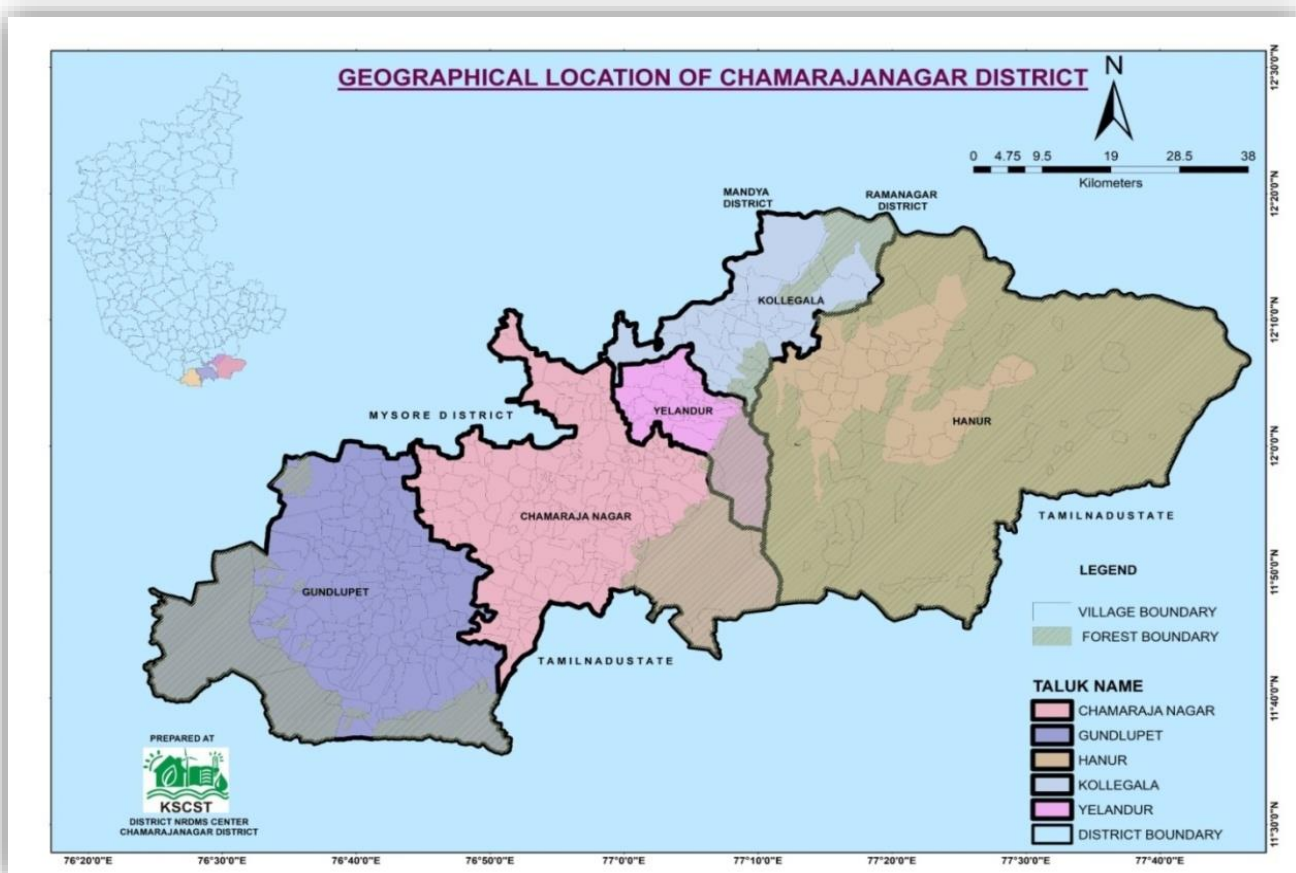 GEOGRAPHICAL LOCATION OF CHAMARAJANAGAR DISTRICT
N
0 4.75 9.5 19 28.5 38
Kilometers
MANDYA
DISTRICT
RAMANAGAR
DISTRICT
KOLLEGALA
MYSORE DISTRICT
YELANDUR
HANUR
CHAMARAJA NAGAR
TAMILNADUSTATE
GUNDLUPET
TAMILNADUSTATE
LEGEND
VILLAGE BOUNDARY
FOREST BOUNDARY
TALUK NAME
CHAMARAJA NAGAR
GUNDLUPET
HANUR
KOLLEGALA
YELANDUR
DISTRICT BOUNDARY
PREPARED AT
KSCST
DISTRICT NRDMS CENTER
CHAMARAJANAGAR DISTRICT
12°30'0"N
12°20'0"N
12°10'0"N
12°0'0"N
11°50'0"N
11°40'0"N
11°30'0"N
76°20'0"E 76°30'0"E 76°40'0"E 76°50'0"E 77°0'0"E 77°10'0"E 77°20'0"E 77°30'0"E 77°40'0"E